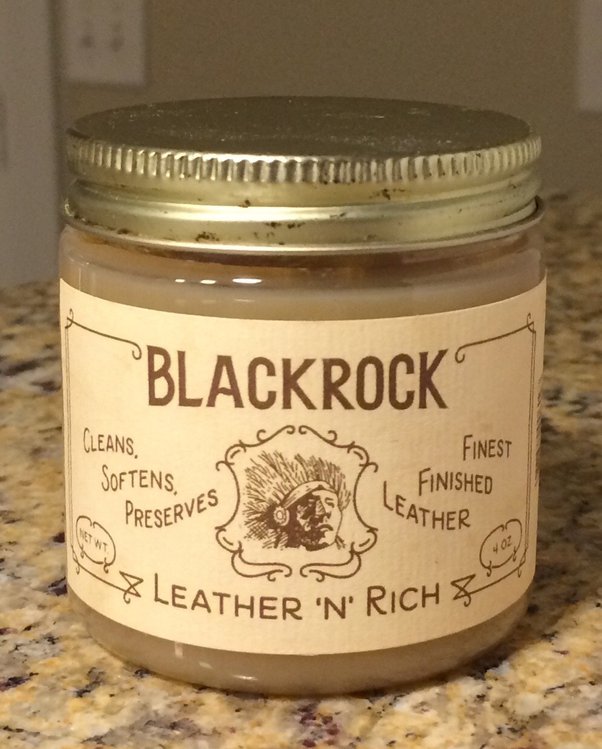 BLACKROCK
CLEANS,
SOFTENS,
PRESERVES
FINEST
FINISHED
LEATHER
NET WT.
4 OZ.
LEATHER 'N' RICH